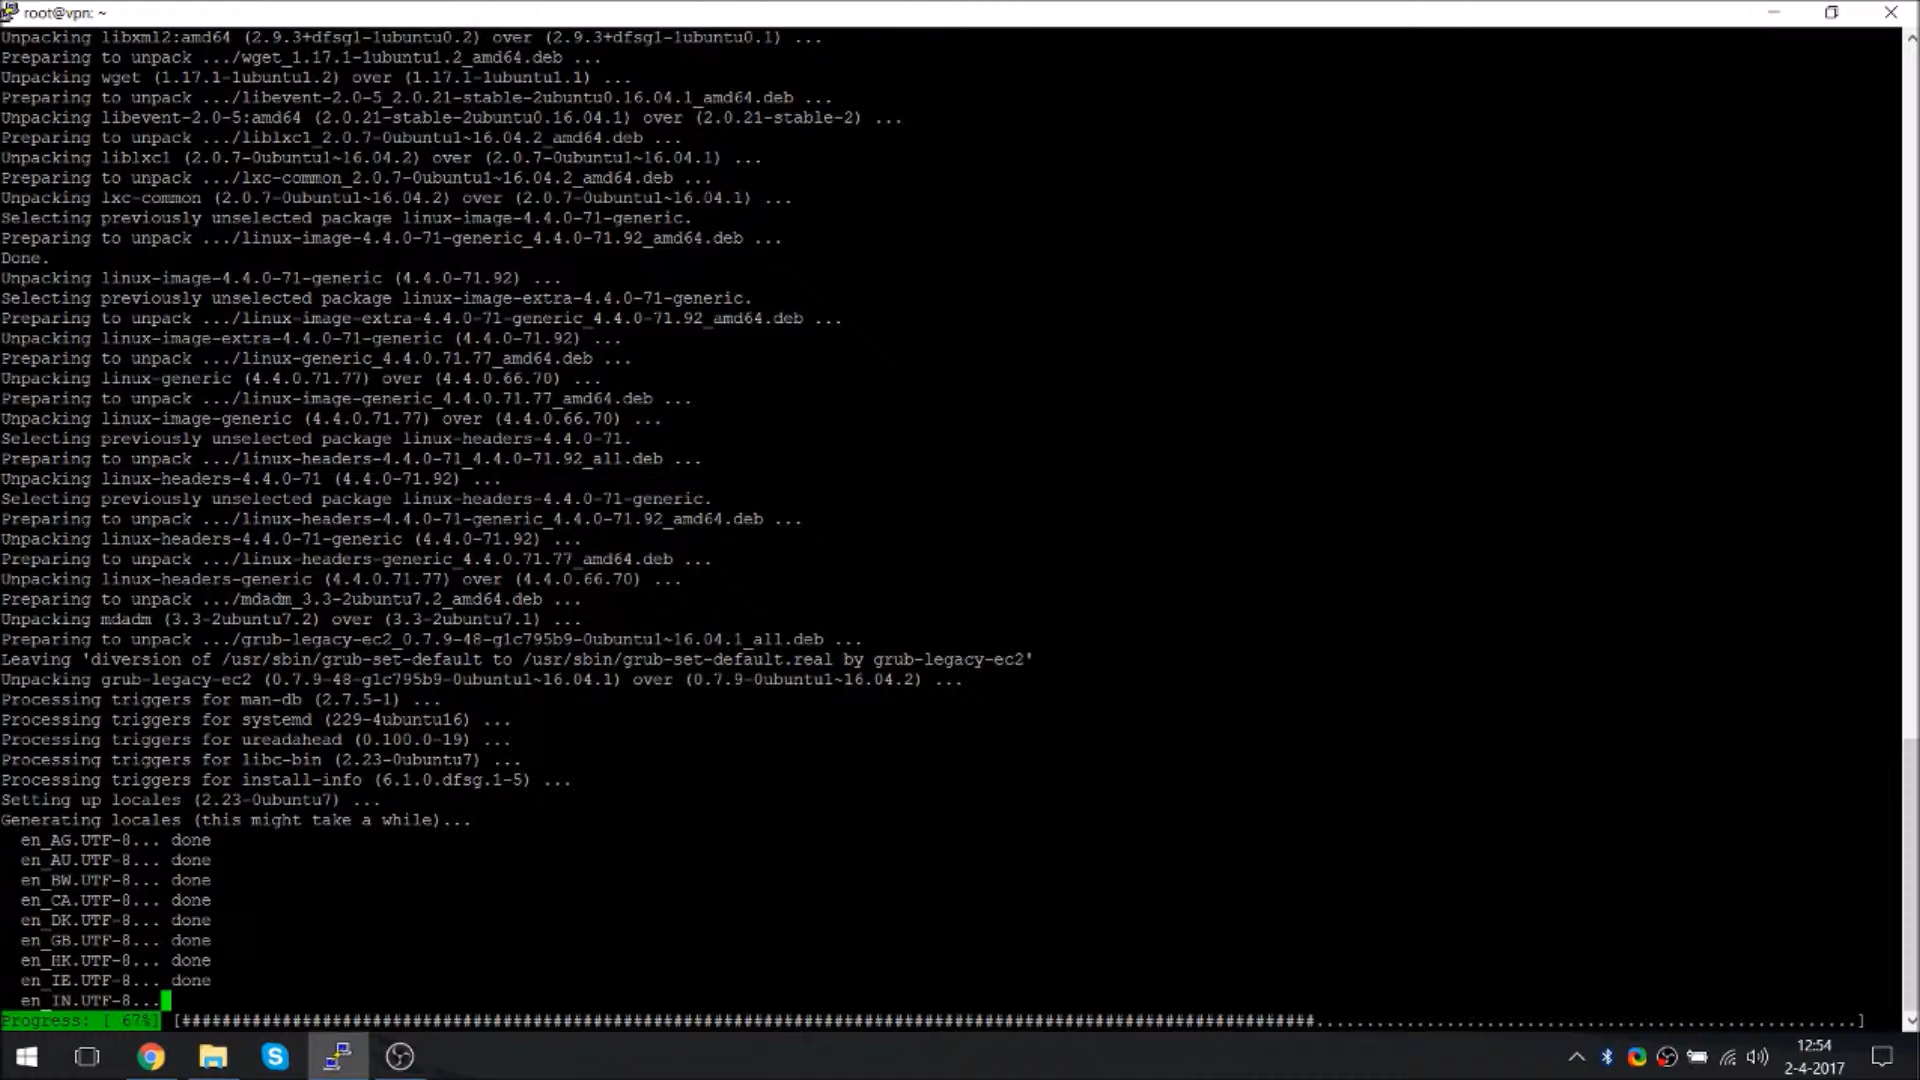 root@vpn: ~
Unpacking libxml2:amd64 (2.9.3+dfsg1-1ubuntu0.2) over (2.9.3+dfsg1-1ubuntu0.1) ...
Preparing to unpack .../wget_1.17.1-1ubuntu1.2_amd64.deb ...
Unpacking wget (1.17.1-1ubuntu1.2) over (1.17.1-1ubuntu1.1) ...
Preparing to unpack .../libevent-2.0-5_2.0.21-stable-2ubuntu0.16.04.1_amd64.deb ...
Unpacking libevent-2.0-5:amd64 (2.0.21-stable-2ubuntu0.16.04.1) over (2.0.21-stable-2) ...
Preparing to unpack .../liblxc1_2.0.7-0ubuntu1~16.04.2_amd64.deb ...
Unpacking liblxc1 (2.0.7-0ubuntu1~16.04.2) over (2.0.7-0ubuntu1~16.04.1) ...
Preparing to unpack .../lxc-common_2.0.7-0ubuntu1~16.04.2_amd64.deb ...
Unpacking lxc-common (2.0.7-0ubuntu1~16.04.2) over (2.0.7-0ubuntu1~16.04.1) ...
Selecting previously unselected package linux-image-4.4.0-71-generic.
Preparing to unpack .../linux-image-4.4.0-71-generic_4.4.0-71.92_amd64.deb ...
Done.
Unpacking linux-image-4.4.0-71-generic (4.4.0-71.92) ...
Selecting previously unselected package linux-image-extra-4.4.0-71-generic.
Preparing to unpack .../linux-image-extra-4.4.0-71-generic_4.4.0-71.92_amd64.deb ...
Unpacking linux-image-extra-4.4.0-71-generic (4.4.0-71.92) ...
Preparing to unpack .../linux-generic_4.4.0.71.77_amd64.deb ...
Unpacking linux-generic (4.4.0.71.77) over (4.4.0.66.70) ...
Preparing to unpack .../linux-image-generic_4.4.0.71.77_amd64.deb ...
Unpacking linux-image-generic (4.4.0.71.77) over (4.4.0.66.70) ...
Selecting previously unselected package linux-headers-4.4.0-71.
Preparing to unpack .../linux-headers-4.4.0-71_4.4.0-71.92_all.deb ...
Unpacking linux-headers-4.4.0-71 (4.4.0-71.92) ...
Selecting previously unselected package linux-headers-4.4.0-71-generic.
Preparing to unpack .../linux-headers-4.4.0-71-generic_4.4.0-71.92_amd64.deb ...
Unpacking linux-headers-4.4.0-71-generic (4.4.0-71.92) ...
Preparing to unpack .../linux-headers-generic_4.4.0.71.77_amd64.deb ...
Unpacking linux-headers-generic (4.4.0.71.77) over (4.4.0.66.70) ...
Preparing to unpack .../mdadm_3.3-2ubuntu7.2_amd64.deb ...
Unpacking mdadm (3.3-2ubuntu7.2) over (3.3-2ubuntu7.1) ...
Preparing to unpack .../grub-legacy-ec2_0.7.9-48-g1c795b9-0ubuntu1~16.04.1_all.deb ...
Leaving 'diversion of /usr/sbin/grub-set-default to /usr/sbin/grub-set-default.real by grub-legacy-ec2'
Unpacking grub-legacy-ec2 (0.7.9-48-g1c795b9-0ubuntu1~16.04.1) over (0.7.9-0ubuntu1~16.04.2) ...
Processing triggers for man-db (2.7.5-1) ...
Processing triggers for systemd (229-4ubuntu16) ...
Processing triggers for ureadahead (0.100.0-19) ...
Processing triggers for libc-bin (2.23-0ubuntu7) ...
Processing triggers for install-info (6.1.0.dfsg.1-5) ...
Setting up locales (2.23-0ubuntu7) ...
Generating locales (this might take a while)...
en_AG.UTF-8... done
en_AU.UTF-8... done
en_BW.UTF-8... done
en_CA.UTF-8... done
en_DK.UTF-8... done
en_GB.UTF-8... done
en_HK.UTF-8... done
en_IE.UTF-8... done
en_IN.UTF-8...
Progress: [ 67%] [#################################################################################################################......................................................]
12:54
2-4-2017